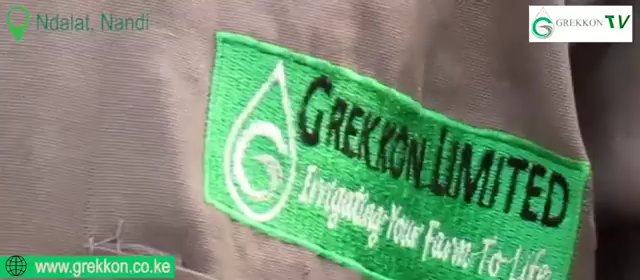 Ndalat, Nandi
GREKKON TV
GREKKON LIMITED
Irrigating Your Farm To Life
www.grekkon.co.ke